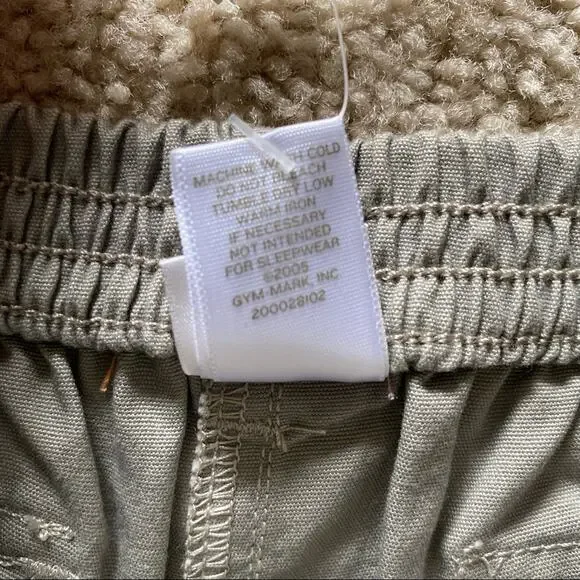 MACHINE WASH COLD
DO NOT BLEACH
TUMBLE DRY LOW
WARM IRON
IF NECESSARY
NOT INTENDED
FOR SLEEPWEAR
©2005
GYM-MARK, INC
200028102